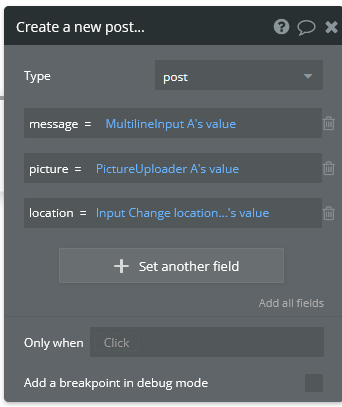 Create a new post...
Type post
message = MultilineInput A's value
picture = PictureUploader A's value
location = Input Change location...'s value
Set another field
Add all fields
Only when Click
Add a breakpoint in debug mode